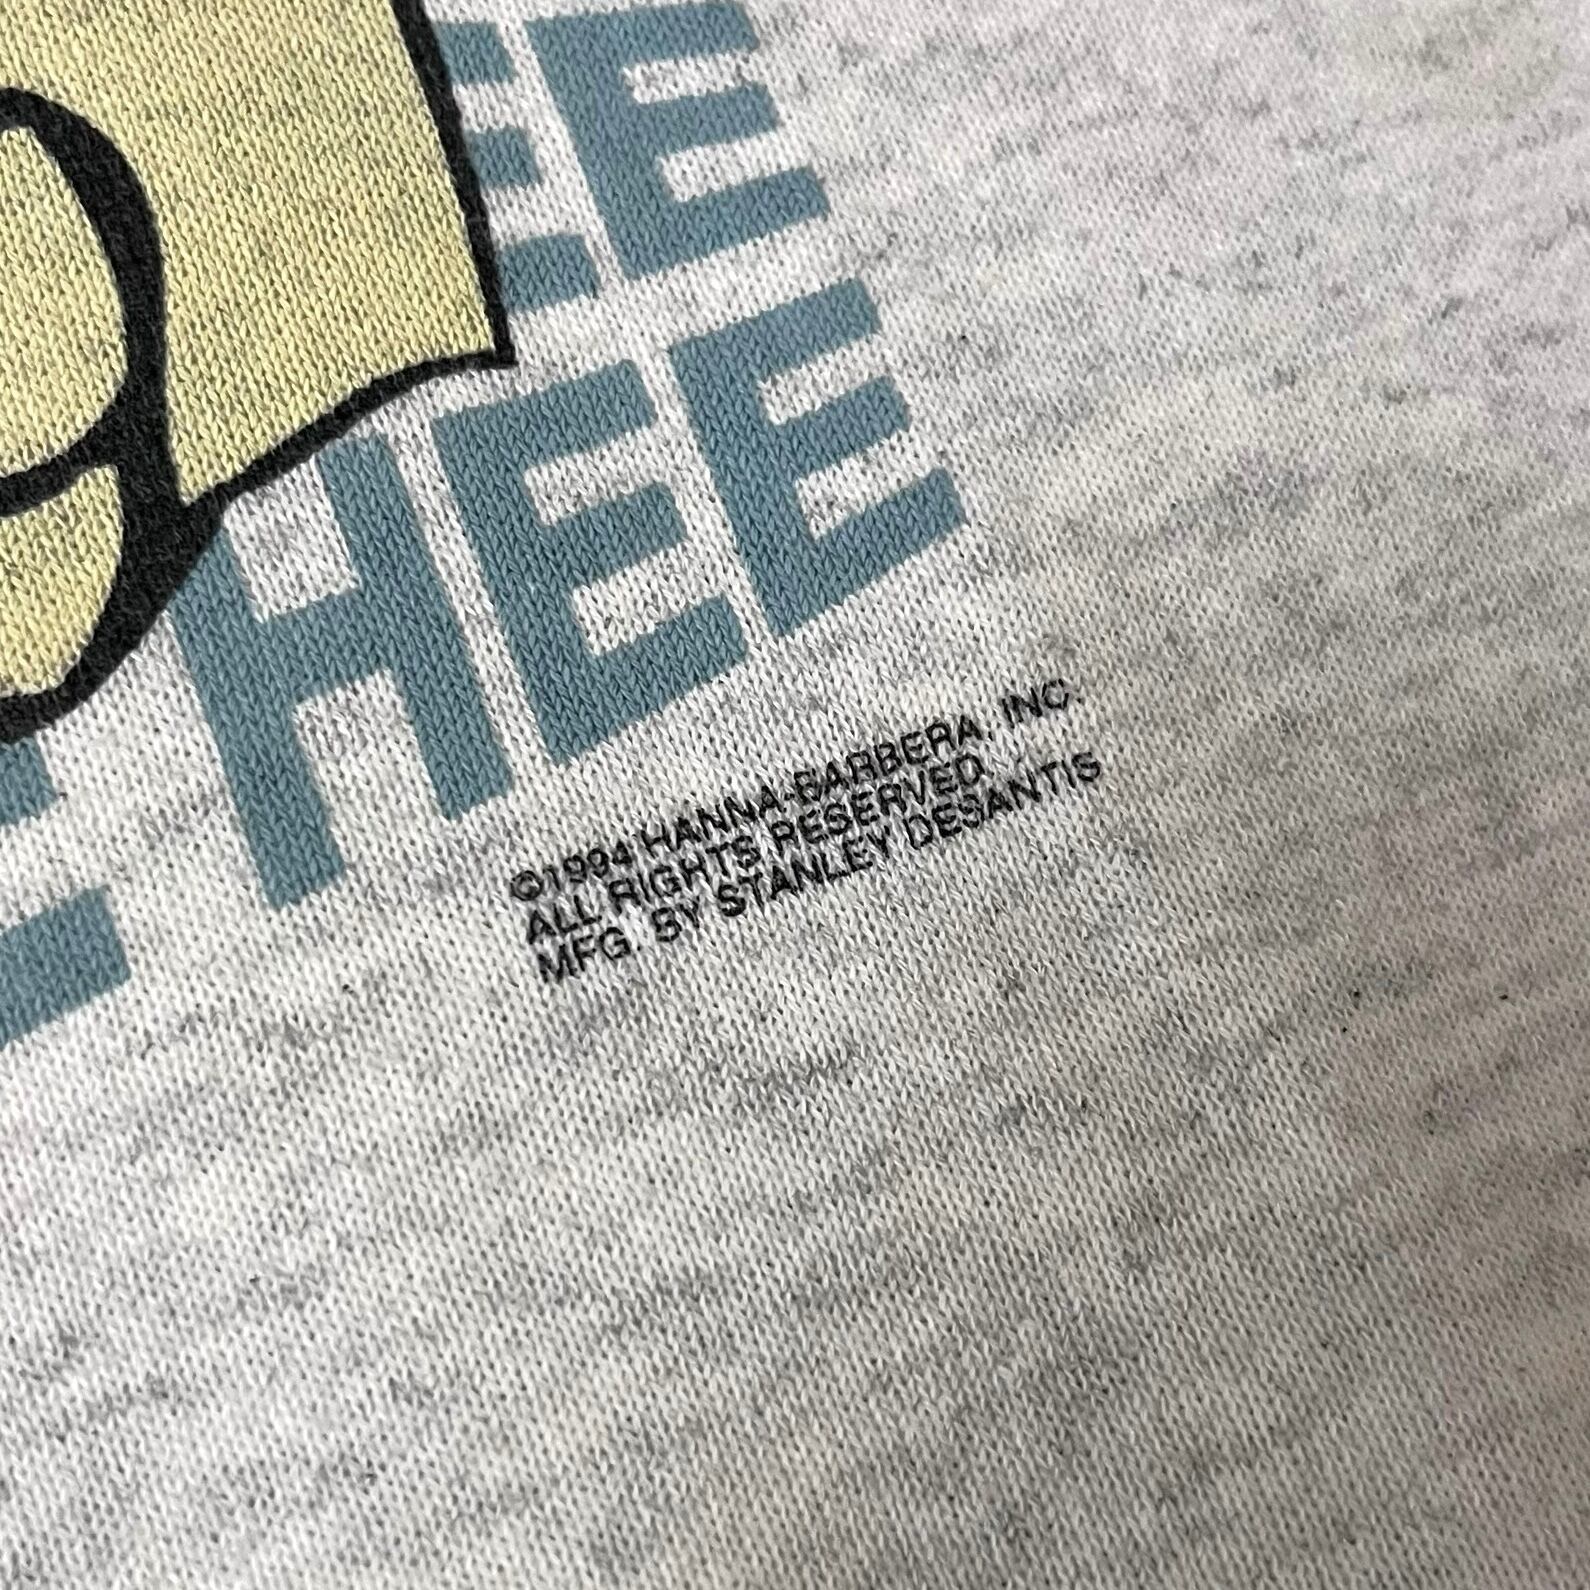 EE
HEE
E
©1994 HANNA-BARBERA, INC.
ALL RIGHTS RESERVED.
MFG. BY STANLEY DESANTIS